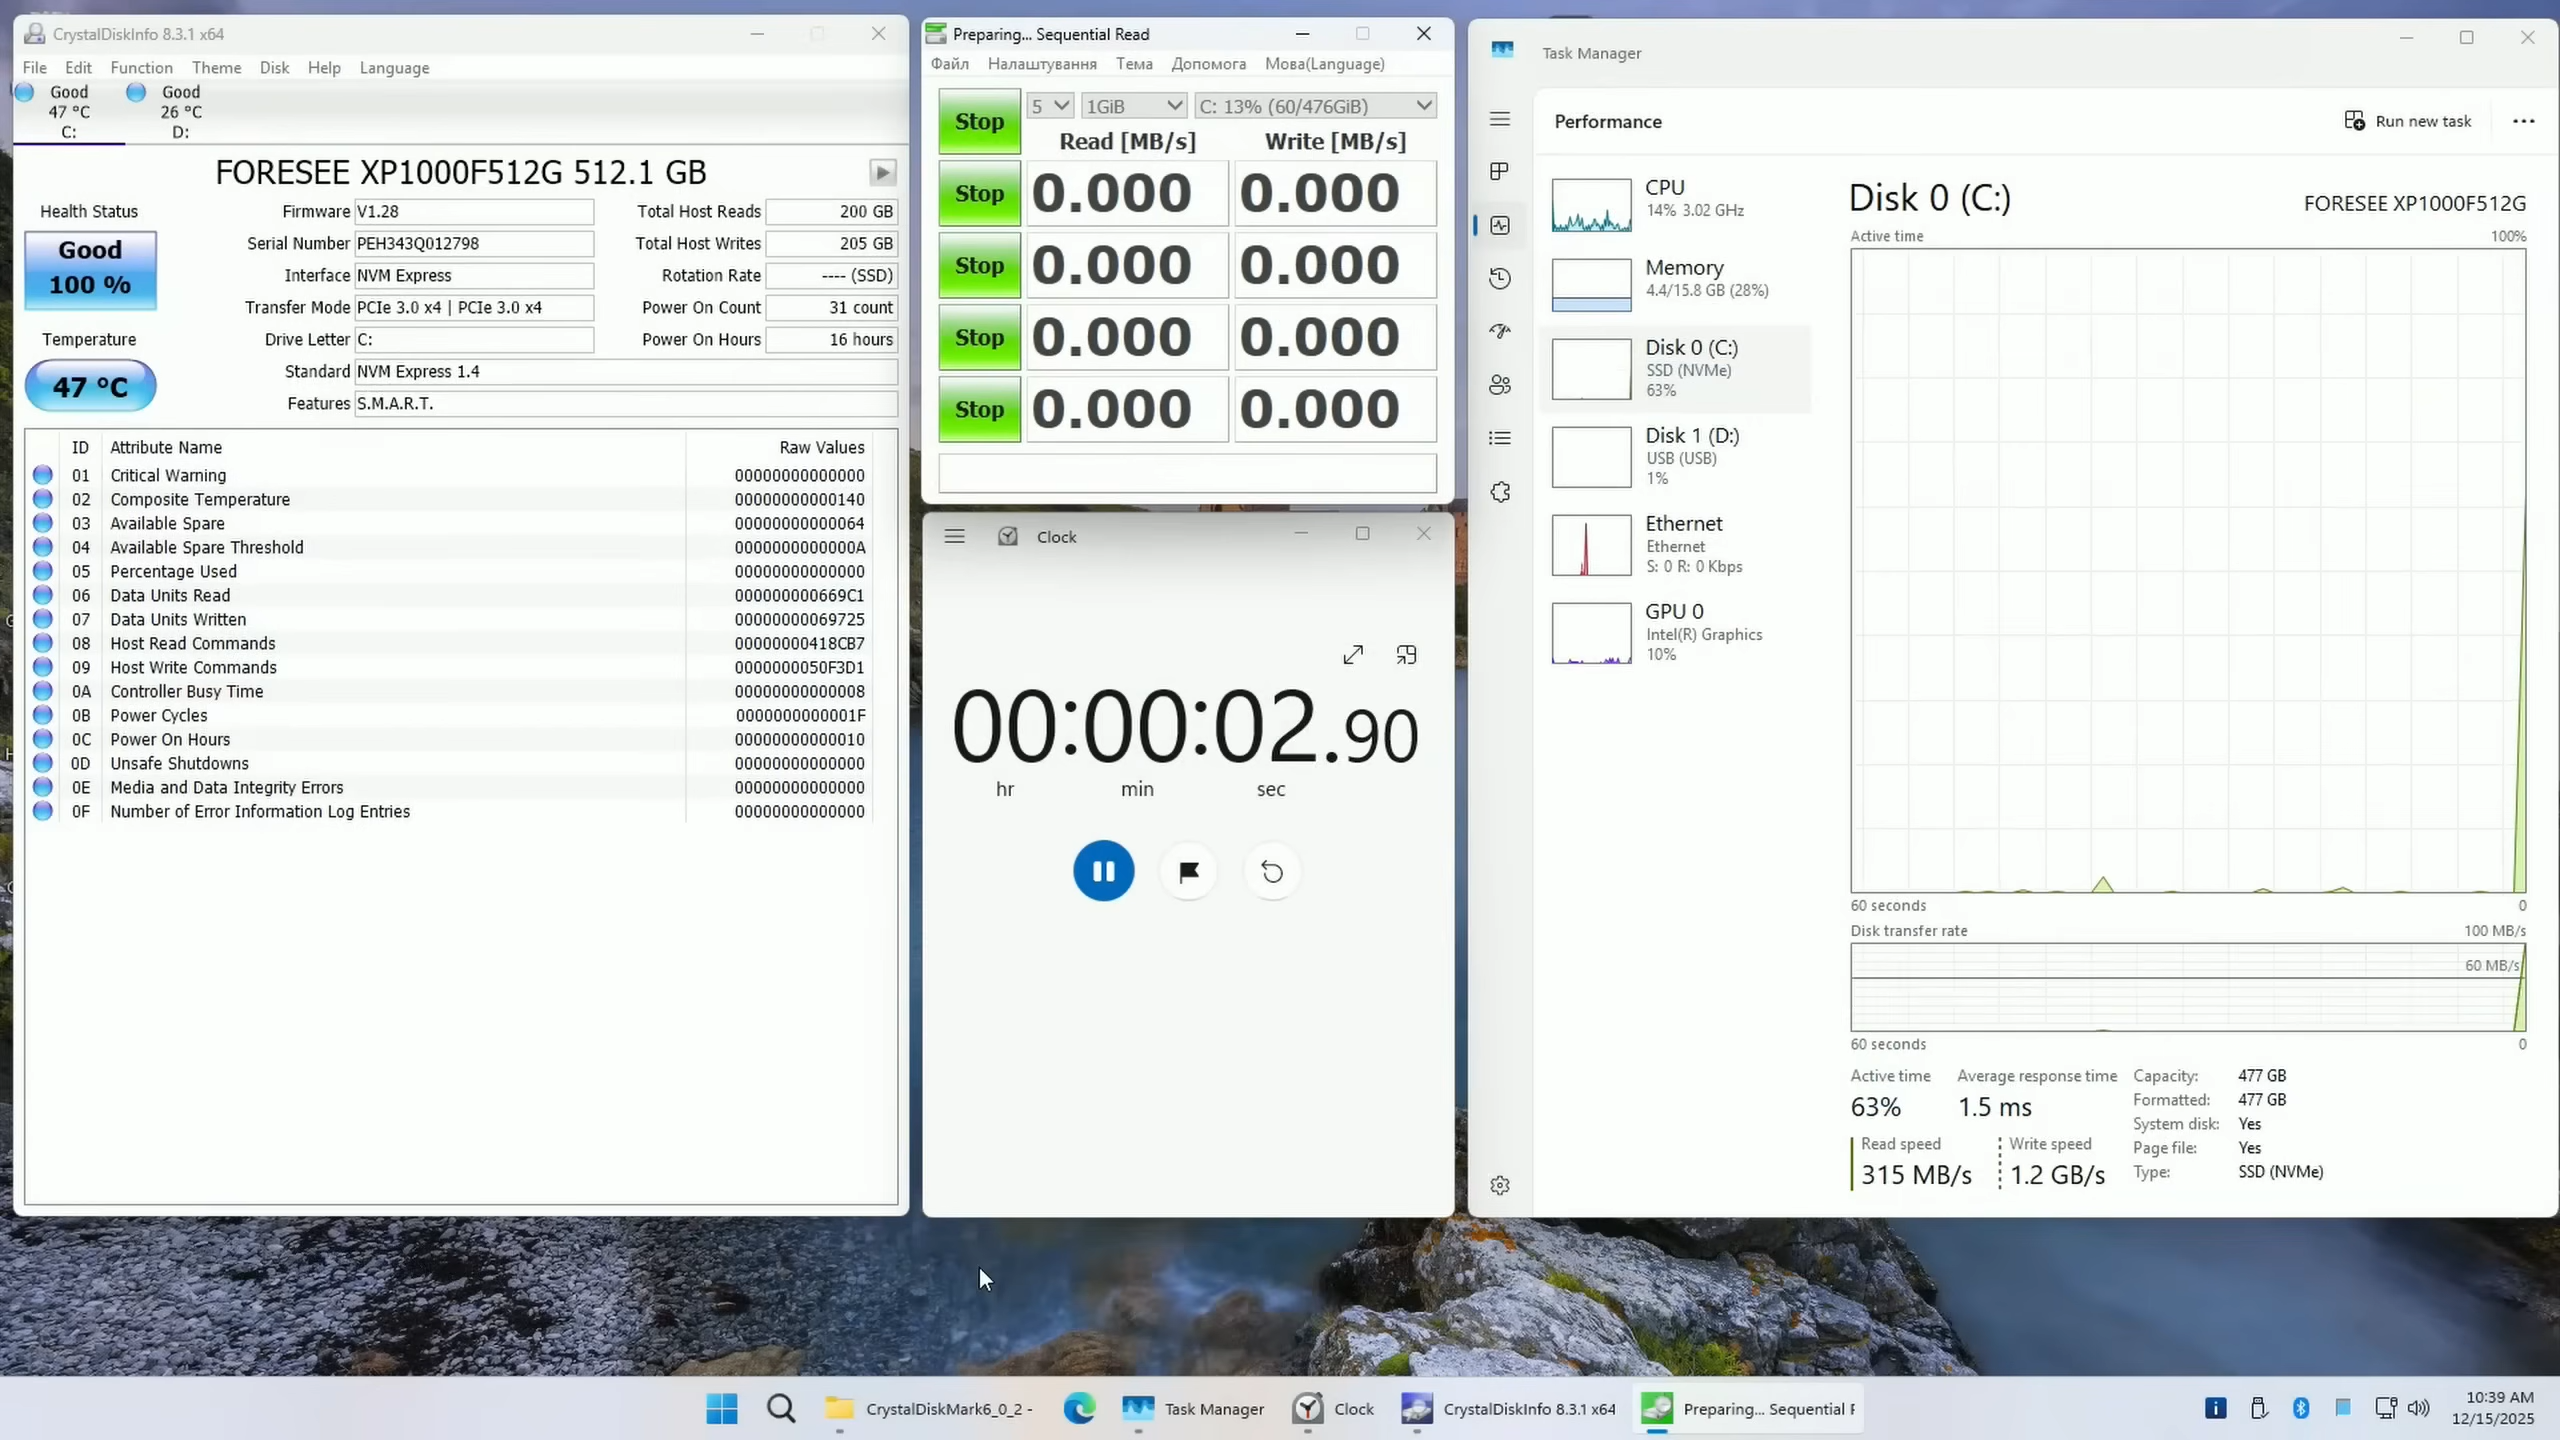 CrystalDiskInfo 8.3.1 x64
File Edit Function Theme Disk Help Language
Good Good
47 °C 26 °C
C: D:
FORESEE XP1000F512G 512.1 GB
Health Status
Good
100 %
Temperature
47 °C
Firmware V1.28
Serial Number PEH343Q012798
Interface NVM Express
Transfer Mode PCIe 3.0 x4 | PCIe 3.0 x4
Drive Letter C:
Standard NVM Express 1.4
Features S.M.A.R.T.
Total Host Reads 200 GB
Total Host Writes 205 GB
Rotation Rate ---- (SSD)
Power On Count 31 count
Power On Hours 16 hours
ID Attribute Name Raw Values
01 Critical Warning 00000000000000
02 Composite Temperature 00000000000140
03 Available Spare 00000000000064
04 Available Spare Threshold 0000000000000A
05 Percentage Used 00000000000000
06 Data Units Read 000000000669C1
07 Data Units Written 00000000069725
08 Host Read Commands 00000000418CB7
09 Host Write Commands 0000000050F3D1
0A Controller Busy Time 00000000000008
0B Power Cycles 0000000000001F
0C Power On Hours 00000000000010
0D Unsafe Shutdowns 00000000000000
0E Media and Data Integrity Errors 00000000000000
0F Number of Error Information Log Entries 00000000000000
Preparing... Sequential Read
Файл Налаштування Тема Допомога Мова(Language)
Stop 5 1GiB C: 13% (60/476GiB)
Read [MB/s] Write [MB/s]
Stop 0.000 0.000
Stop 0.000 0.000
Stop 0.000 0.000
Stop 0.000 0.000
Clock
00:00:02.90
hr min sec
Task Manager
Performance
Run new task
CPU
14% 3.02 GHz
Memory
4.4/15.8 GB (28%)
Disk 0 (C:)
SSD (NVMe)
63%
Disk 1 (D:)
USB (USB)
1%
Ethernet
Ethernet
S: 0 R: 0 Kbps
GPU 0
Intel(R) Graphics
10%
Disk 0 (C:) FORESEE XP1000F512G
Active time 100%
60 seconds 0
Disk transfer rate 100 MB/s
60 MB/s
60 seconds 0
Active time
63%
Average response time
1.5 ms
Read speed
315 MB/s
Write speed
1.2 GB/s
Capacity: 477 GB
Formatted: 477 GB
System disk: Yes
Page file: Yes
Type: SSD (NVMe)
CrystalDiskMark6_0_2 - Task Manager Clock CrystalDiskInfo 8.3.1 x64 Preparing... Sequential
10:39 AM
12/15/2025